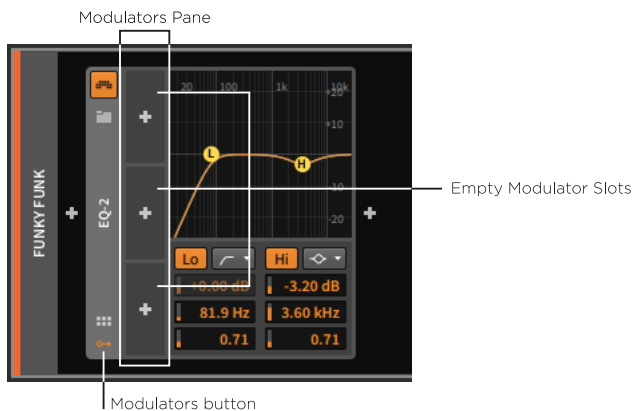 Modulators Pane
20 100 1k 10k
+20
+10
-10
-20
L
H
FUNKY FUNK
EQ-2
Empty Modulator Slots
Lo Hi
+0.00 dB -3.20 dB
81.9 Hz 3.60 kHz
0.71 0.71
Modulators button